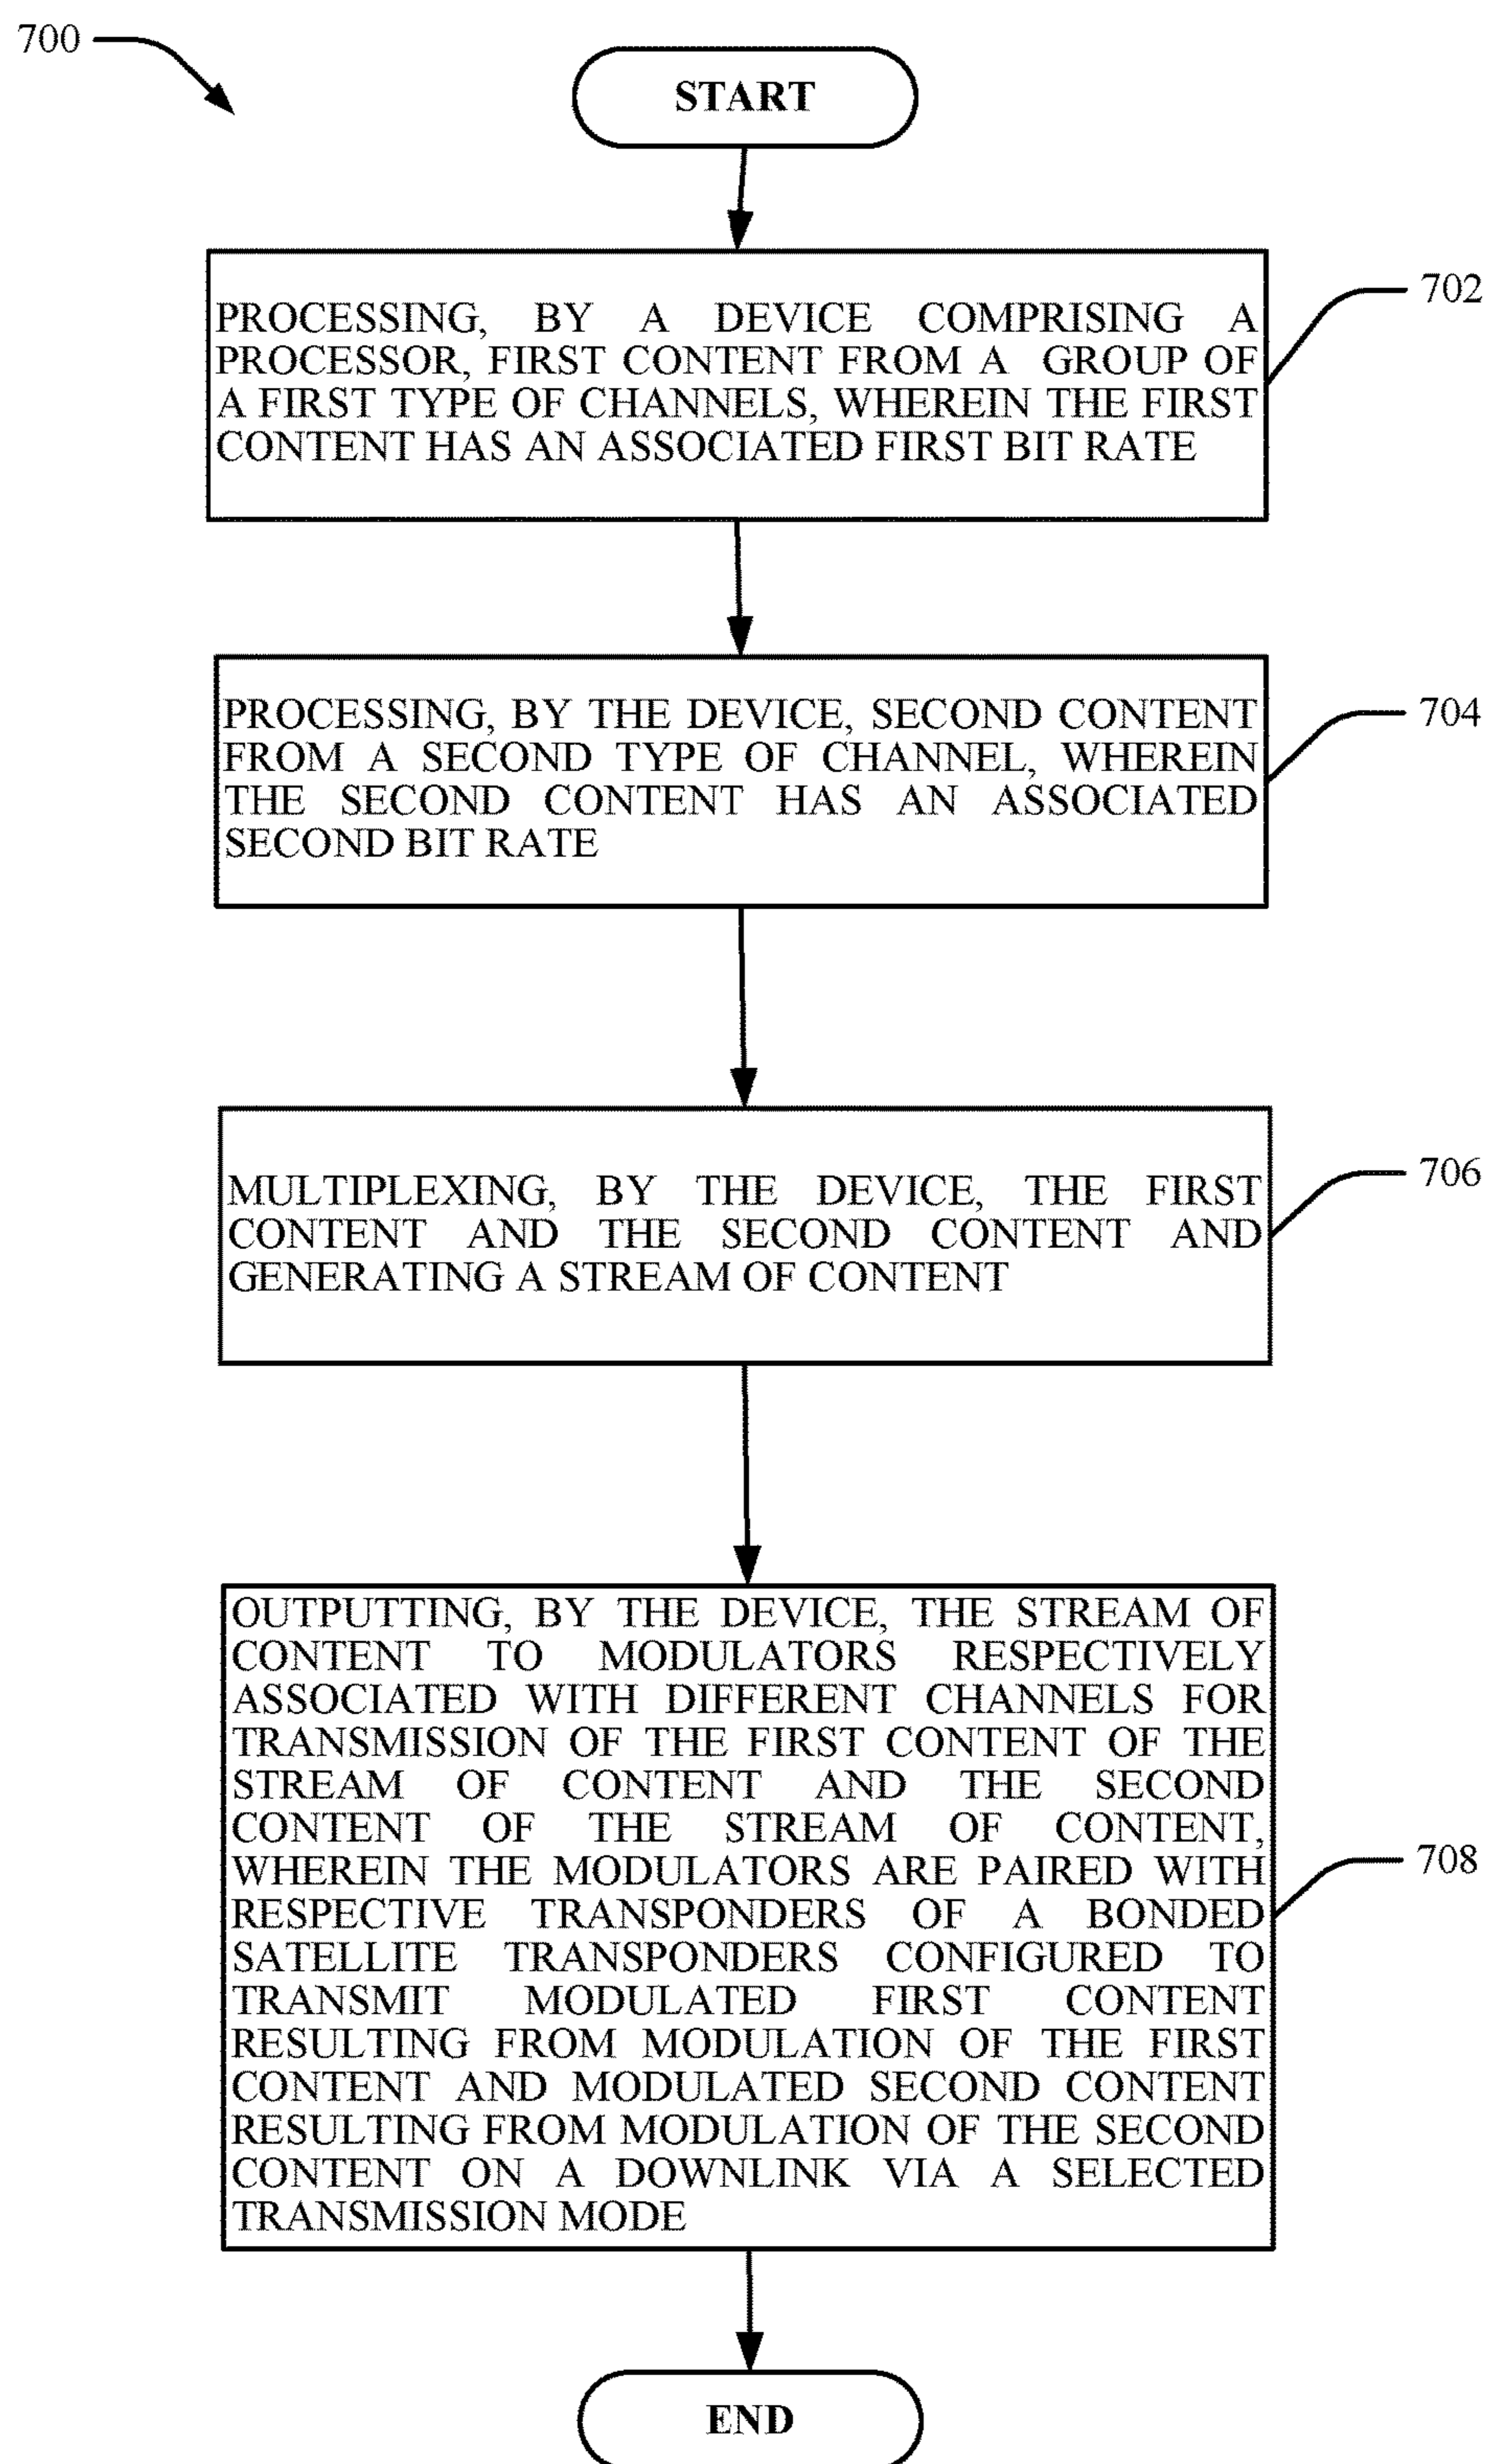 700
START
PROCESSING, BY A DEVICE COMPRISING A
PROCESSOR, FIRST CONTENT FROM A GROUP OF
A FIRST TYPE OF CHANNELS, WHEREIN THE FIRST
CONTENT HAS AN ASSOCIATED FIRST BIT RATE
702
PROCESSING, BY THE DEVICE, SECOND CONTENT
FROM A SECOND TYPE OF CHANNEL, WHEREIN
THE SECOND CONTENT HAS AN ASSOCIATED
SECOND BIT RATE
704
MULTIPLEXING, BY THE DEVICE, THE FIRST
CONTENT AND THE SECOND CONTENT AND
GENERATING A STREAM OF CONTENT
706
OUTPUTTING, BY THE DEVICE, THE STREAM OF
CONTENT TO MODULATORS RESPECTIVELY
ASSOCIATED WITH DIFFERENT CHANNELS FOR
TRANSMISSION OF THE FIRST CONTENT OF THE
STREAM OF CONTENT AND THE SECOND
CONTENT OF THE STREAM OF CONTENT,
WHEREIN THE MODULATORS ARE PAIRED WITH
RESPECTIVE TRANSPONDERS OF A BONDED
SATELLITE TRANSPONDERS CONFIGURED TO
TRANSMIT MODULATED FIRST CONTENT
RESULTING FROM MODULATION OF THE FIRST
CONTENT AND MODULATED SECOND CONTENT
RESULTING FROM MODULATION OF THE SECOND
CONTENT ON A DOWNLINK VIA A SELECTED
TRANSMISSION MODE
708
END